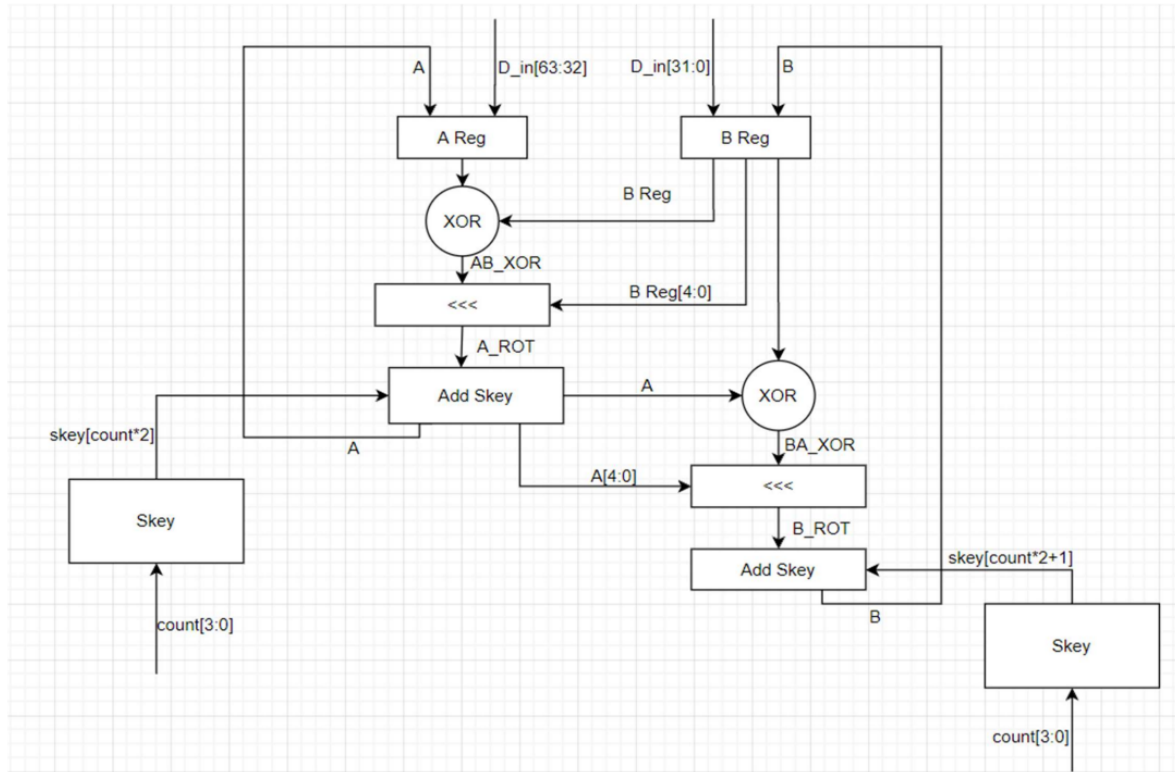 A
D_in[63:32]
D_in[31:0]
B
A Reg
B Reg
B Reg
XOR
AB_XOR
B Reg[4:0]
<<<
A_ROT
Add Skey
A
XOR
skey[count*2]
A
BA_XOR
A[4:0]
<<<
Skey
B_ROT
skey[count*2+1]
Add Skey
B
count[3:0]
Skey
count[3:0]